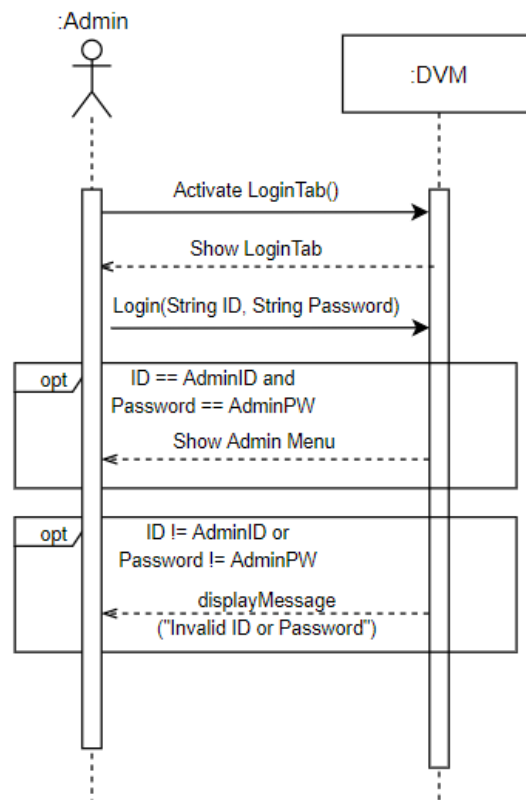 :Admin
:DVM
Activate LoginTab()
Show LoginTab
Login(String ID, String Password)
opt
ID == AdminID and
Password == AdminPW
Show Admin Menu
opt
ID != AdminID or
Password != AdminPW
displayMessage
("Invalid ID or Password")